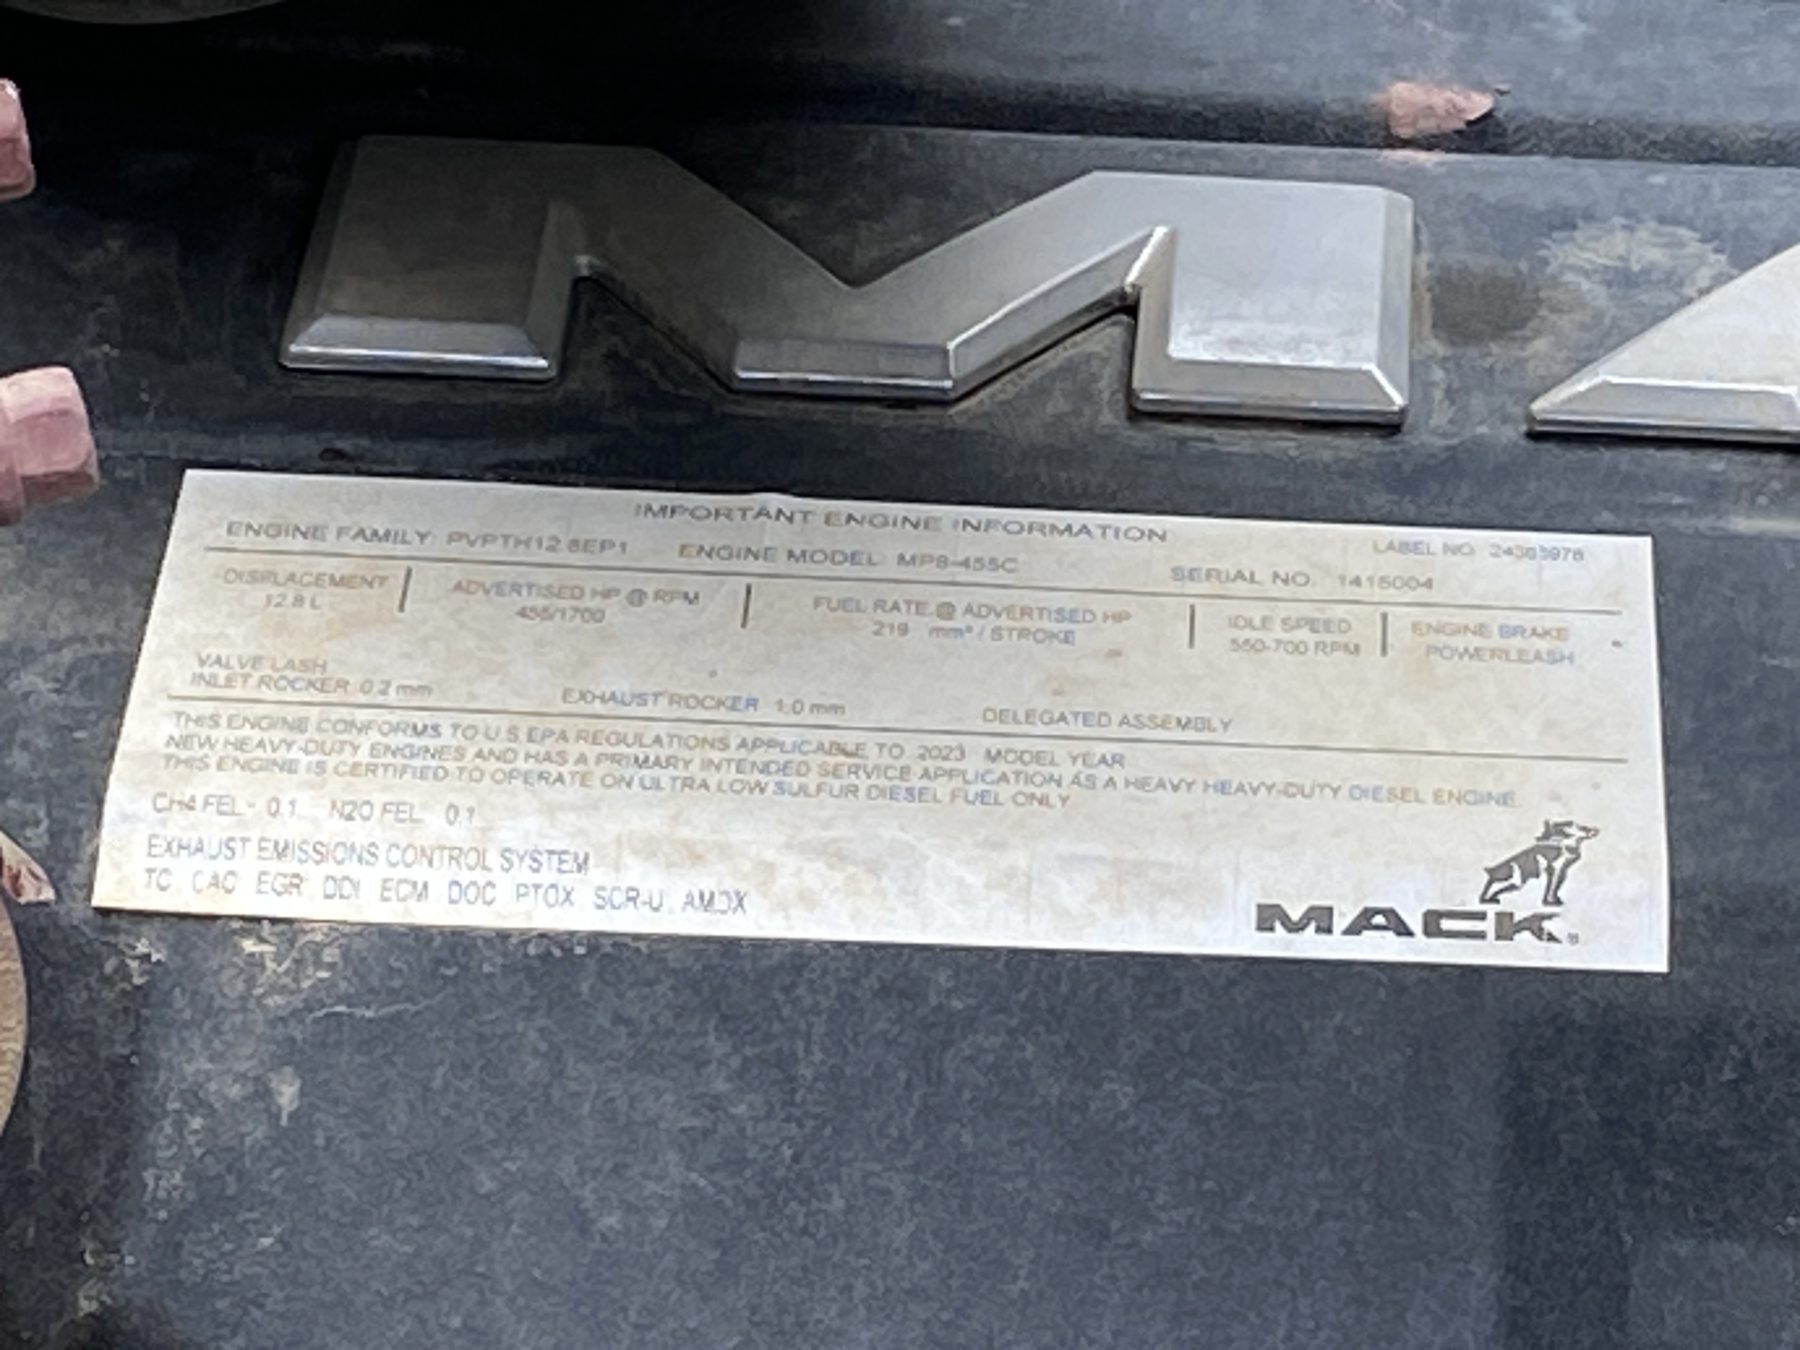 IMPORTANT ENGINE INFORMATION
ENGINE FAMILY PVPTH12.8EP1 ENGINE MODEL MP8-455C SERIAL NO. 1415004 LABEL NO.
DISPLACEMENT ADVERTISED HP @ RPM FUEL RATE @ ADVERTISED HP IDLE SPEED ENGINE BRAKE
12.8 L 455/1700 219 mm³ / STROKE 550-700 RPM POWERLEASH
VALVE LASH
INLET ROCKER 0.2 mm EXHAUST ROCKER 1.0 mm DELEGATED ASSEMBLY
THIS ENGINE CONFORMS TO U.S EPA REGULATIONS APPLICABLE TO 2023 MODEL YEAR
NEW HEAVY-DUTY ENGINES AND HAS A PRIMARY INTENDED SERVICE APPLICATION AS A HEAVY HEAVY-DUTY DIESEL ENGINE.
THIS ENGINE IS CERTIFIED TO OPERATE ON ULTRA LOW SULFUR DIESEL FUEL ONLY
CH4 FEL - 0.1 N2O FEL 0.1
EXHAUST EMISSIONS CONTROL SYSTEM
TC CAC EGR DDI ECM DOC PTOX SCR-U AMOX
MACK®